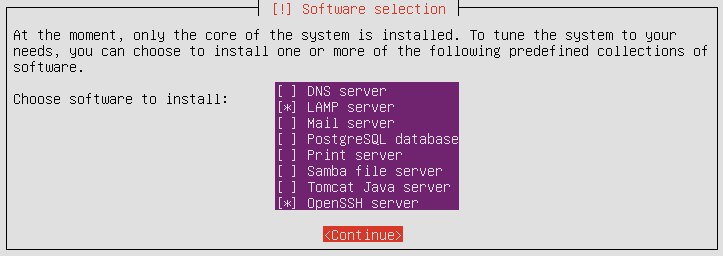 [!] Software selection
At the moment, only the core of the system is installed. To tune the system to your
needs, you can choose to install one or more of the following predefined collections of
software.
Choose software to install:
[ ] DNS server
[*] LAMP server
[ ] Mail server
[ ] PostgreSQL database
[ ] Print server
[ ] Samba file server
[ ] Tomcat Java server
[*] OpenSSH server
<Continue>